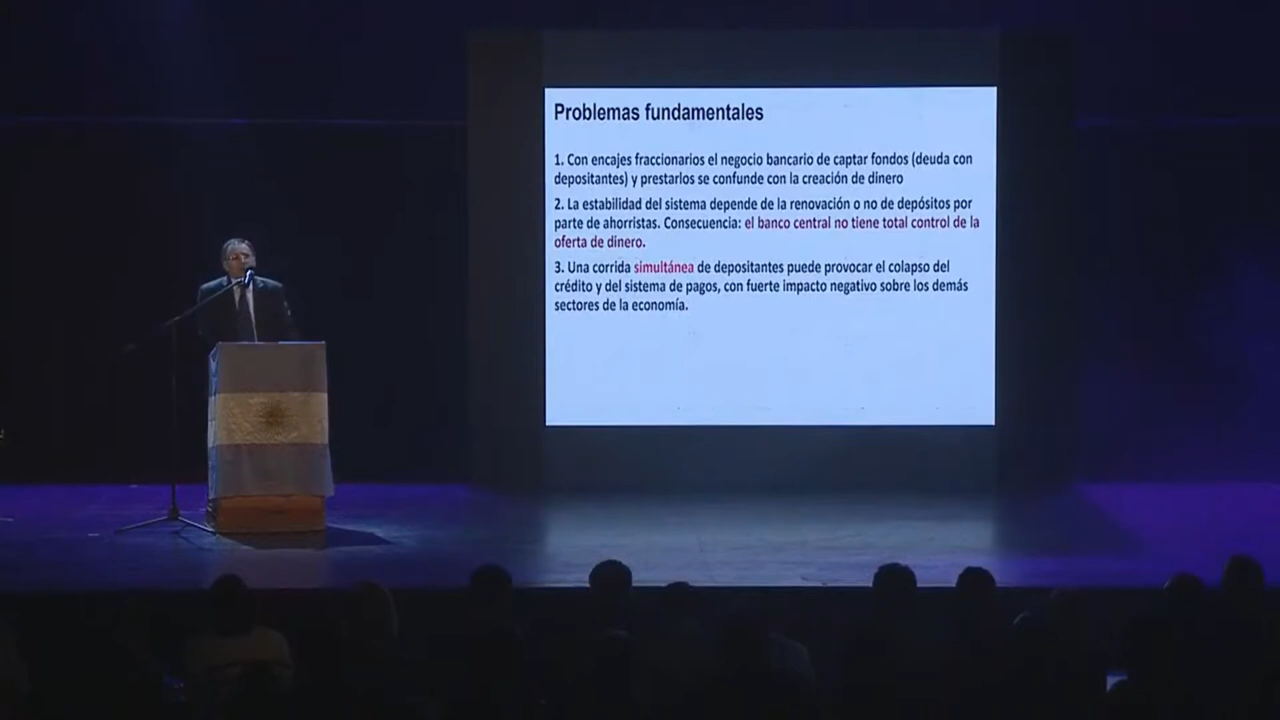 Problemas fundamentales
1. Con encajes fraccionarios el negocio bancario de captar fondos (deuda con
depositantes) y prestarlos se confunde con la creación de dinero
2. La estabilidad del sistema depende de la renovación o no de depósitos por
parte de ahorristas. Consecuencia: el banco central no tiene total control de la
oferta de dinero.
3. Una corrida simultánea de depositantes puede provocar el colapso del
crédito y del sistema de pagos, con fuerte impacto negativo sobre los demás
sectores de la economía.